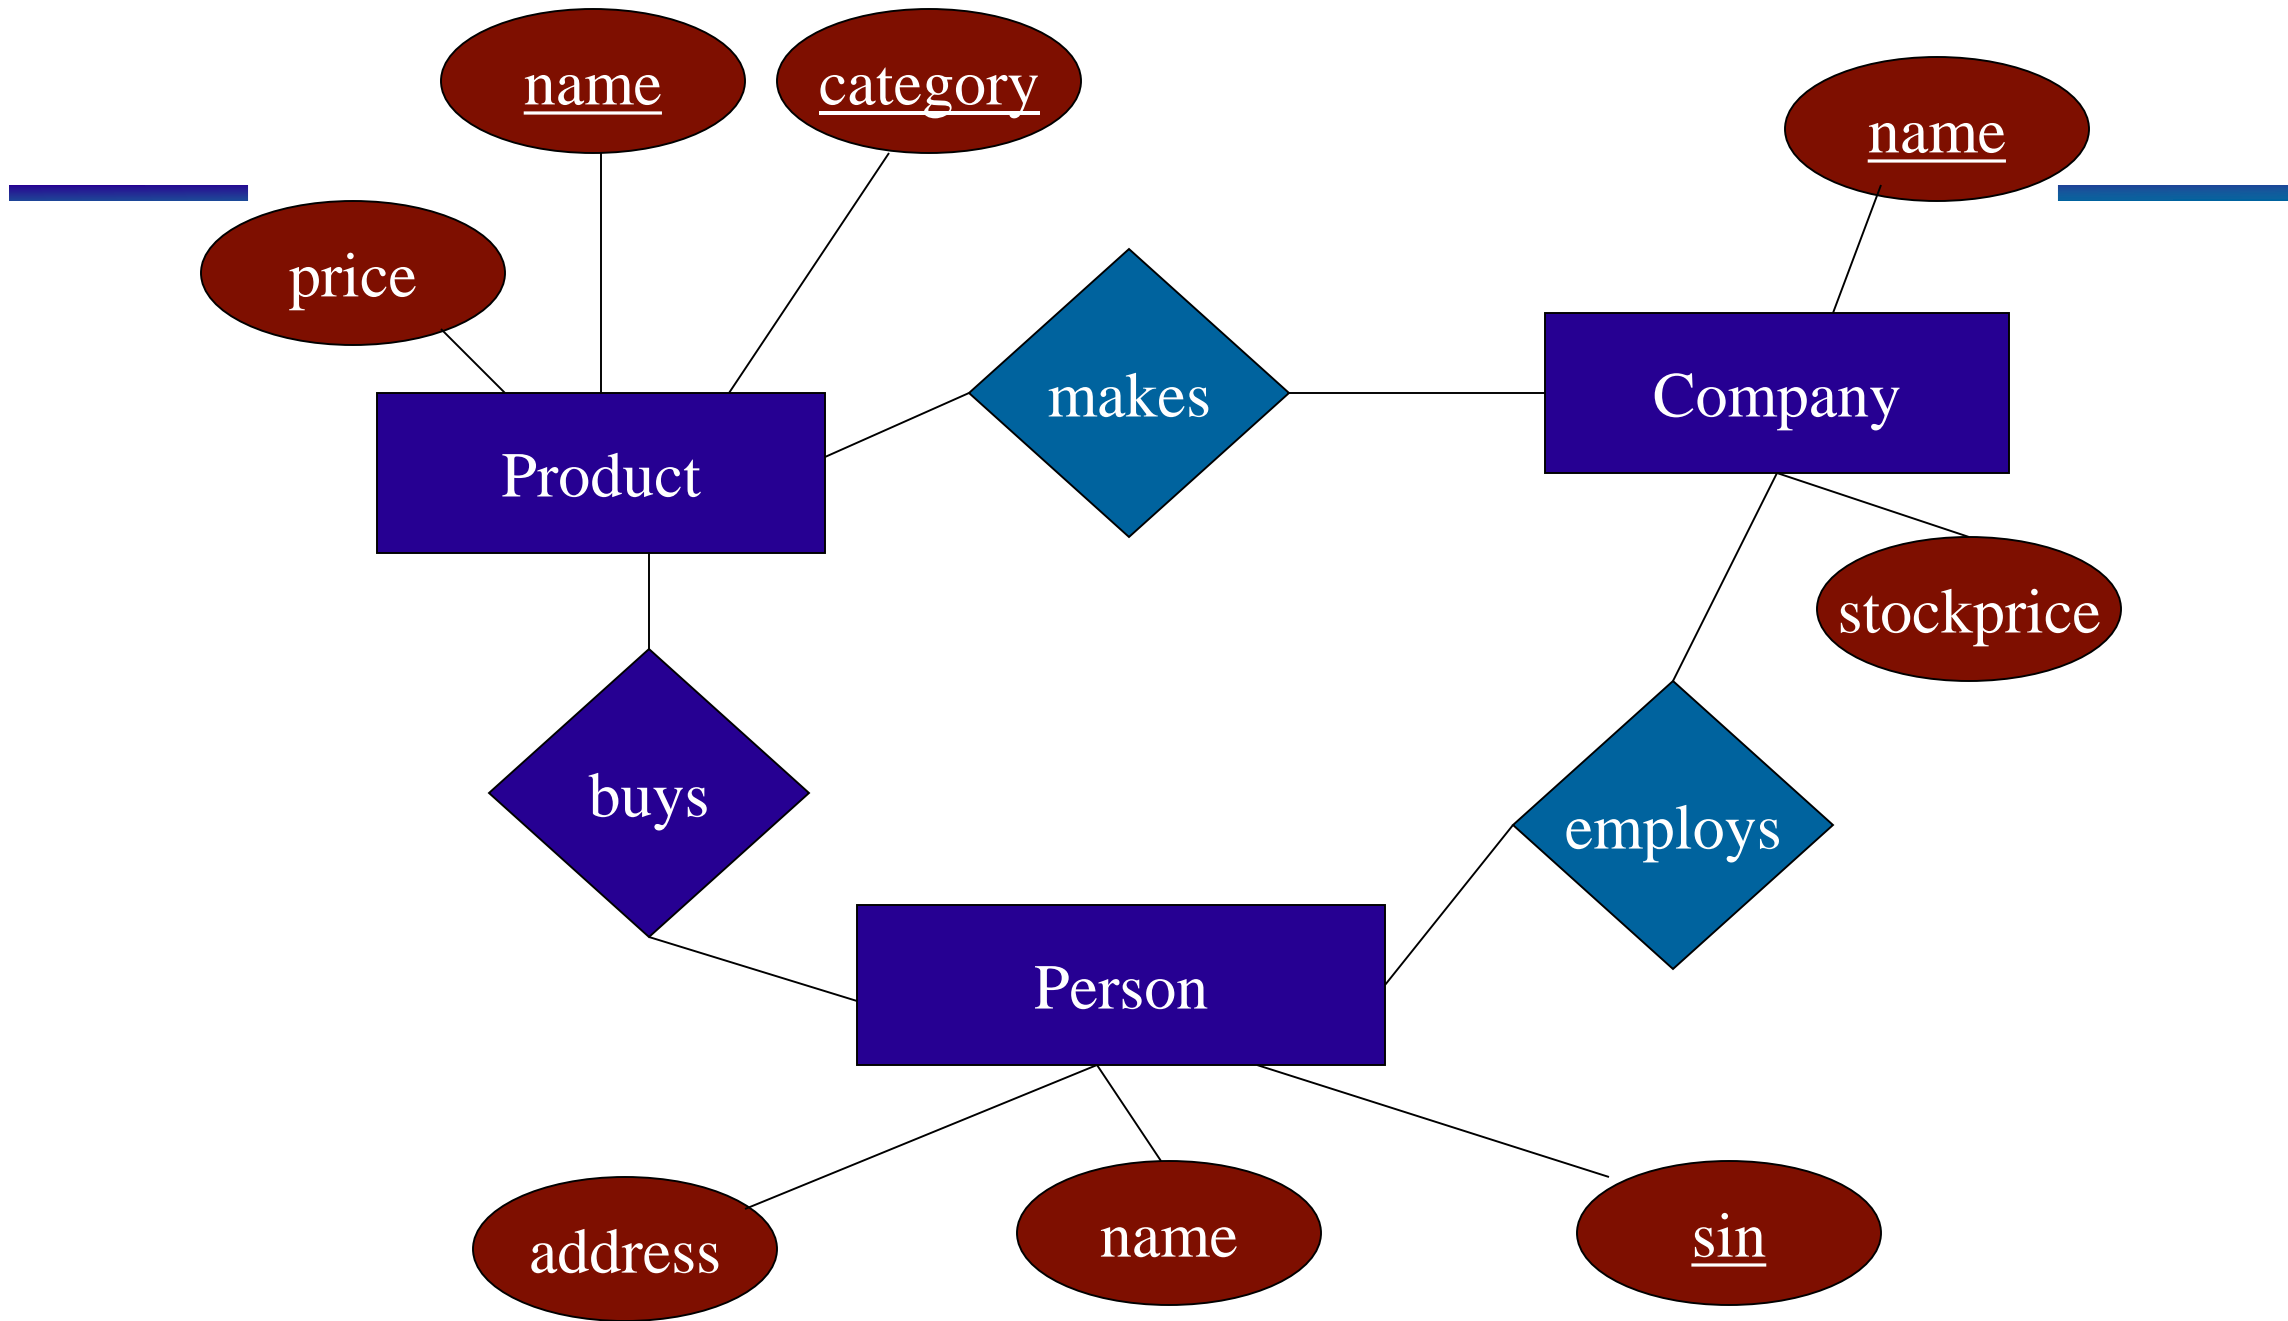 name
category
name
price
makes
Company
Product
stockprice
buys
employs
Person
address
name
sin